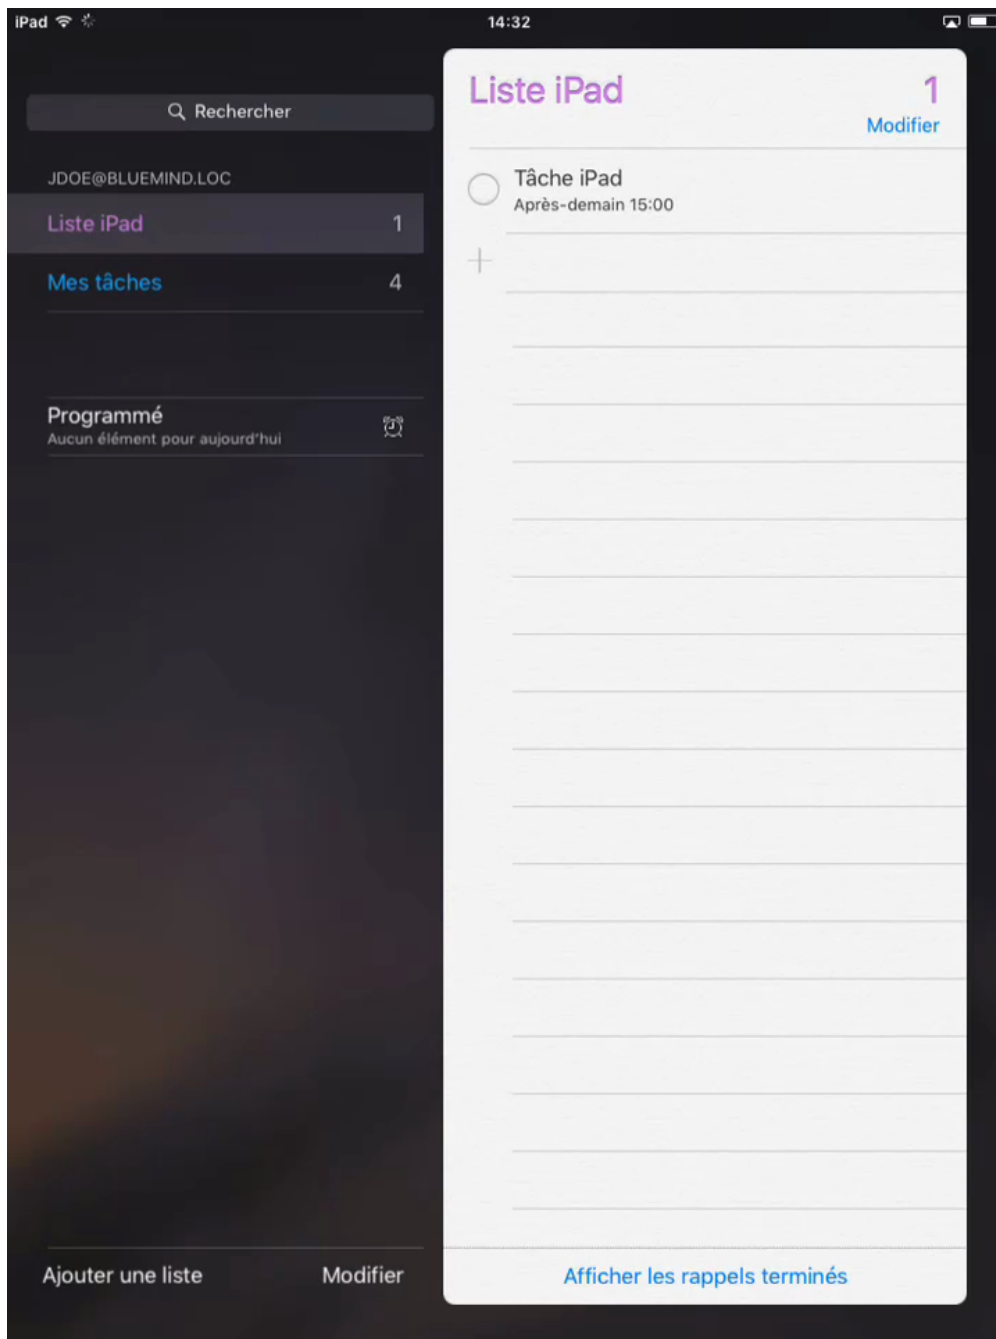 iPad 14:32
Rechercher
JDOE@BLUEMIND.LOC
Liste iPad 1
Mes tâches 4
Programmé
Aucun élément pour aujourd'hui
Ajouter une liste Modifier
Liste iPad 1
Modifier
Tâche iPad
Après-demain 15:00
Afficher les rappels terminés